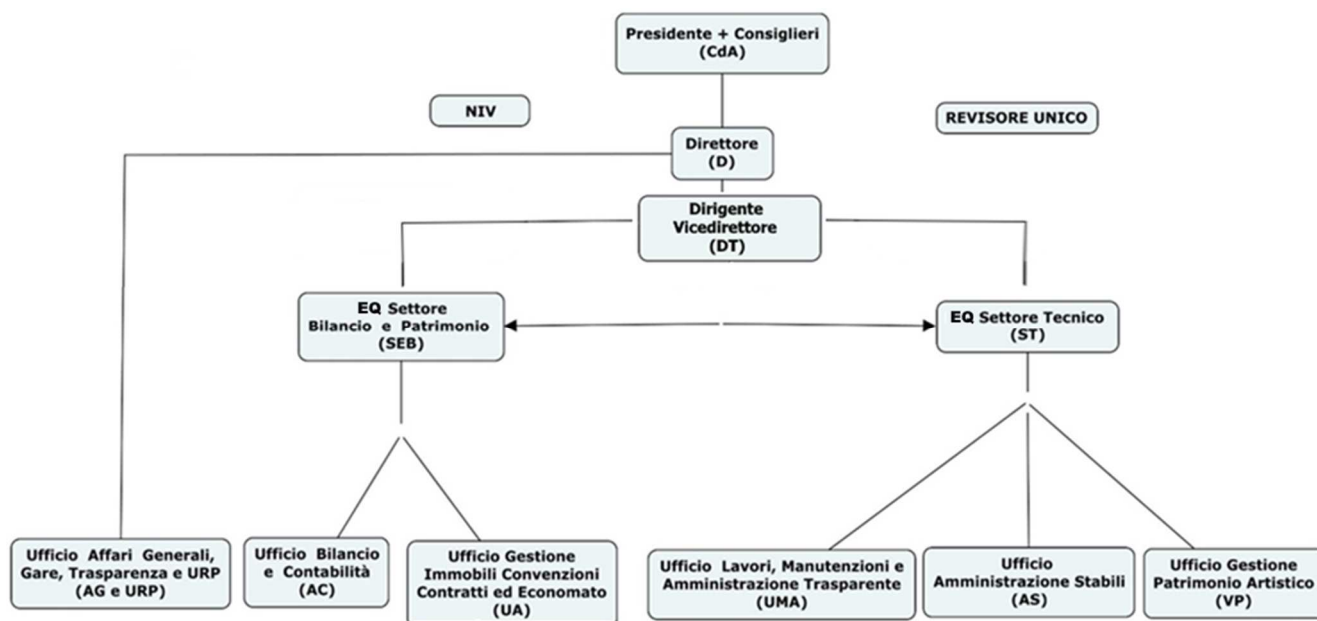 Presidente + Consiglieri
(CdA)
NIV
REVISORE UNICO
Direttore
(D)
Dirigente
Vicedirettore
(DT)
EQ Settore
Bilancio e Patrimonio
(SEB)
EQ Settore Tecnico
(ST)
Ufficio Affari Generali,
Gare, Trasparenza e URP
(AG e URP)
Ufficio Bilancio
e Contabilità
(AC)
Ufficio Gestione
Immobili Convenzioni
Contratti ed Economato
(UA)
Ufficio Lavori, Manutenzioni e
Amministrazione Trasparente
(UMA)
Ufficio
Amministrazione Stabili
(AS)
Ufficio Gestione
Patrimonio Artistico
(VP)